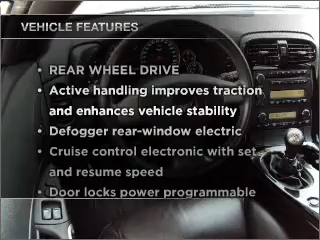 VEHICLE FEATURES
• REAR WHEEL DRIVE
• Active handling improves traction
and enhances vehicle stability
• Defogger rear-window electric
• Cruise control electronic with set
and resume speed
• Door locks power programmable